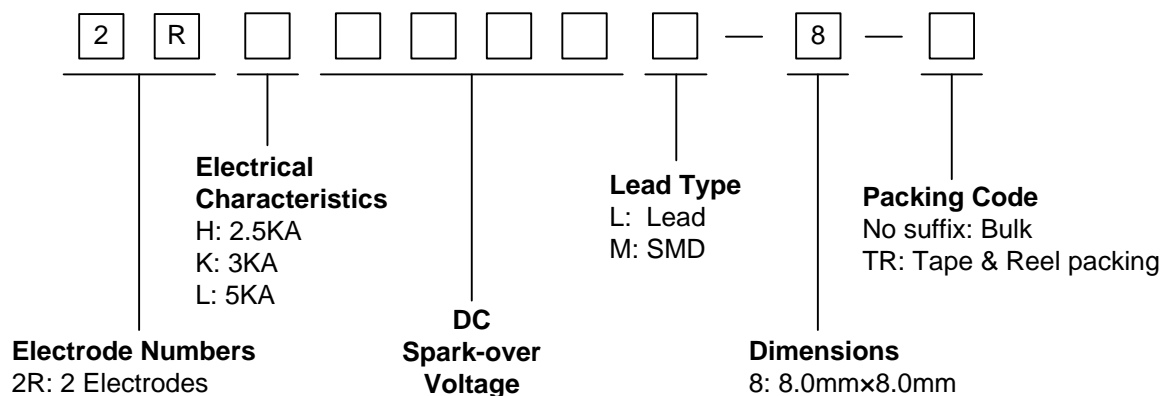 2 R — 8 —
Electrical
Characteristics
H: 2.5KA
K: 3KA
L: 5KA
Lead Type
L: Lead
M: SMD
Packing Code
No suffix: Bulk
TR: Tape & Reel packing
Electrode Numbers
2R: 2 Electrodes
DC
Spark-over
Voltage
Dimensions
8: 8.0mm×8.0mm